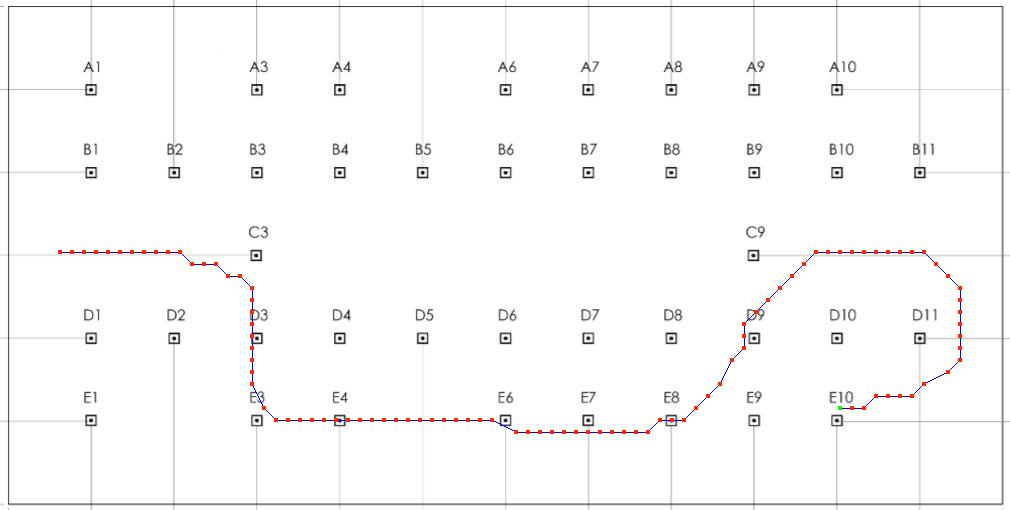 A1 A3 A4 A6 A7 A8 A9 A10
B1 B2 B3 B4 B5 B6 B7 B8 B9 B10 B11
C3 C9
D1 D2 D3 D4 D5 D6 D7 D8 D9 D10 D11
E1 E3 E4 E6 E7 E8 E9 E10